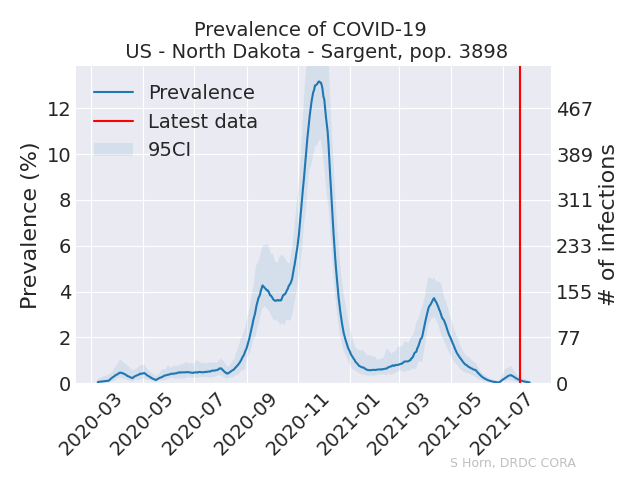 Prevalence of COVID-19
US - North Dakota - Sargent, pop. 3898
Prevalence
Latest data
95CI
Prevalence (%)
12
10
8
6
4
2
0
467
389
311
233
155
77
0
# of infections
2020-03
2020-05
2020-07
2020-09
2020-11
2021-01
2021-03
2021-05
2021-07
S Horn, DRDC CORA